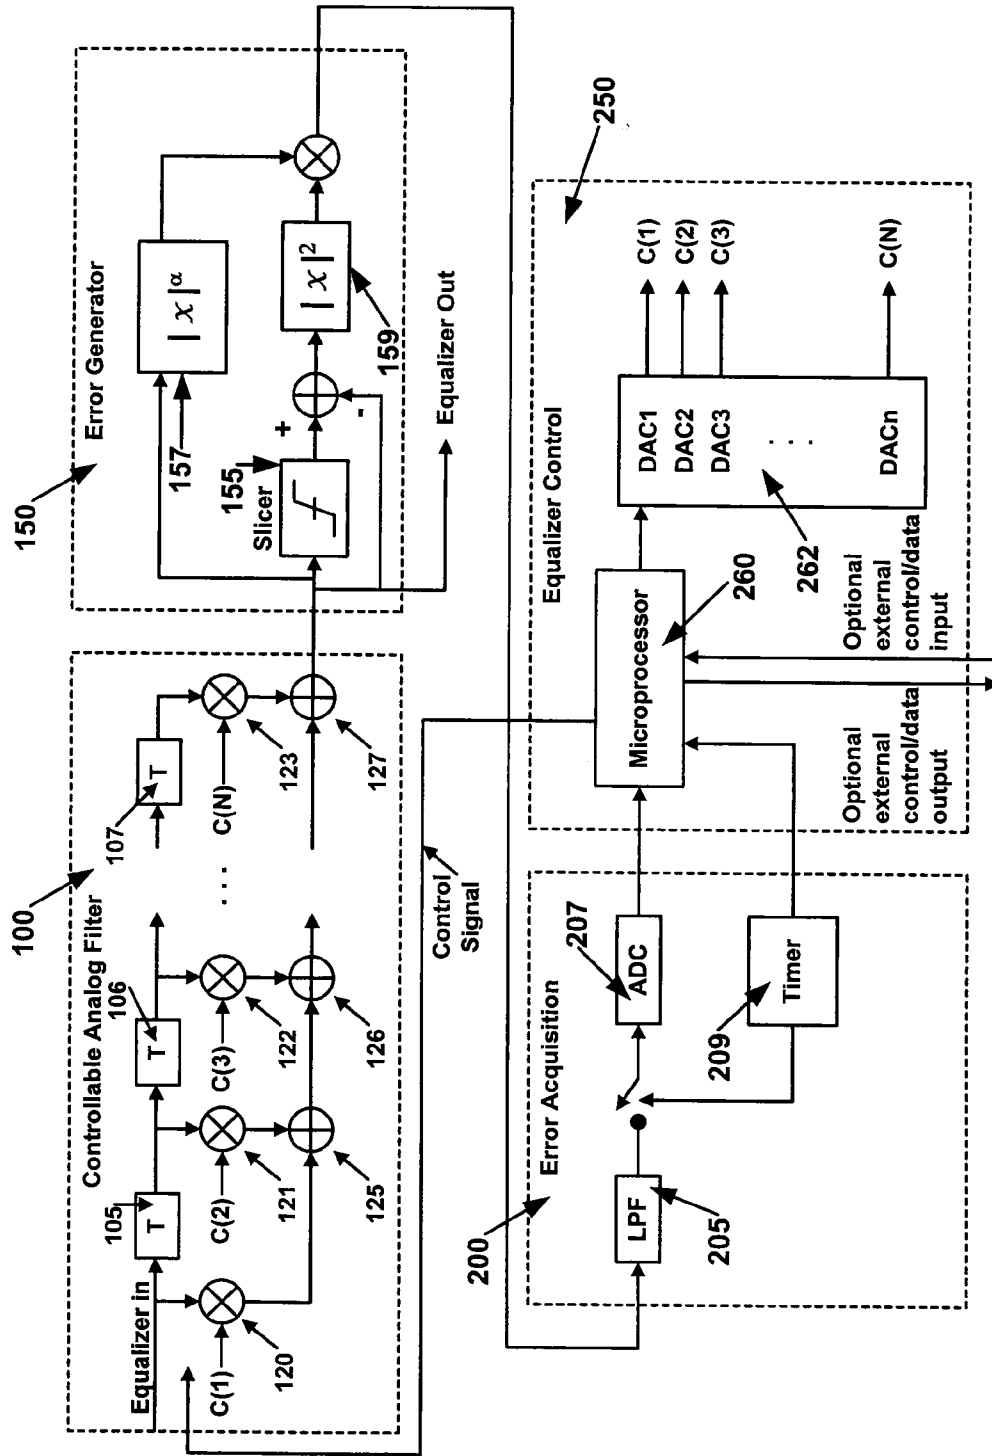 100
Controllable Analog Filter
Equalizer in
105
T
106
T
107
T
C(1)
C(2)
C(3)
C(N)
. . .
120
121
122
123
125
126
127
150
Error Generator
157
| x |α
155
Slicer
+
-
| x |2
159
Equalizer Out
Control
Signal
200
Error Acquisition
LPF
205
ADC
207
Timer
209
250
Equalizer Control
Microprocessor
260
DAC1
DAC2
DAC3
. . .
DACn
262
C(1)
C(2)
C(3)
C(N)
Optional
external
control/data
output
Optional
external
control/data
input